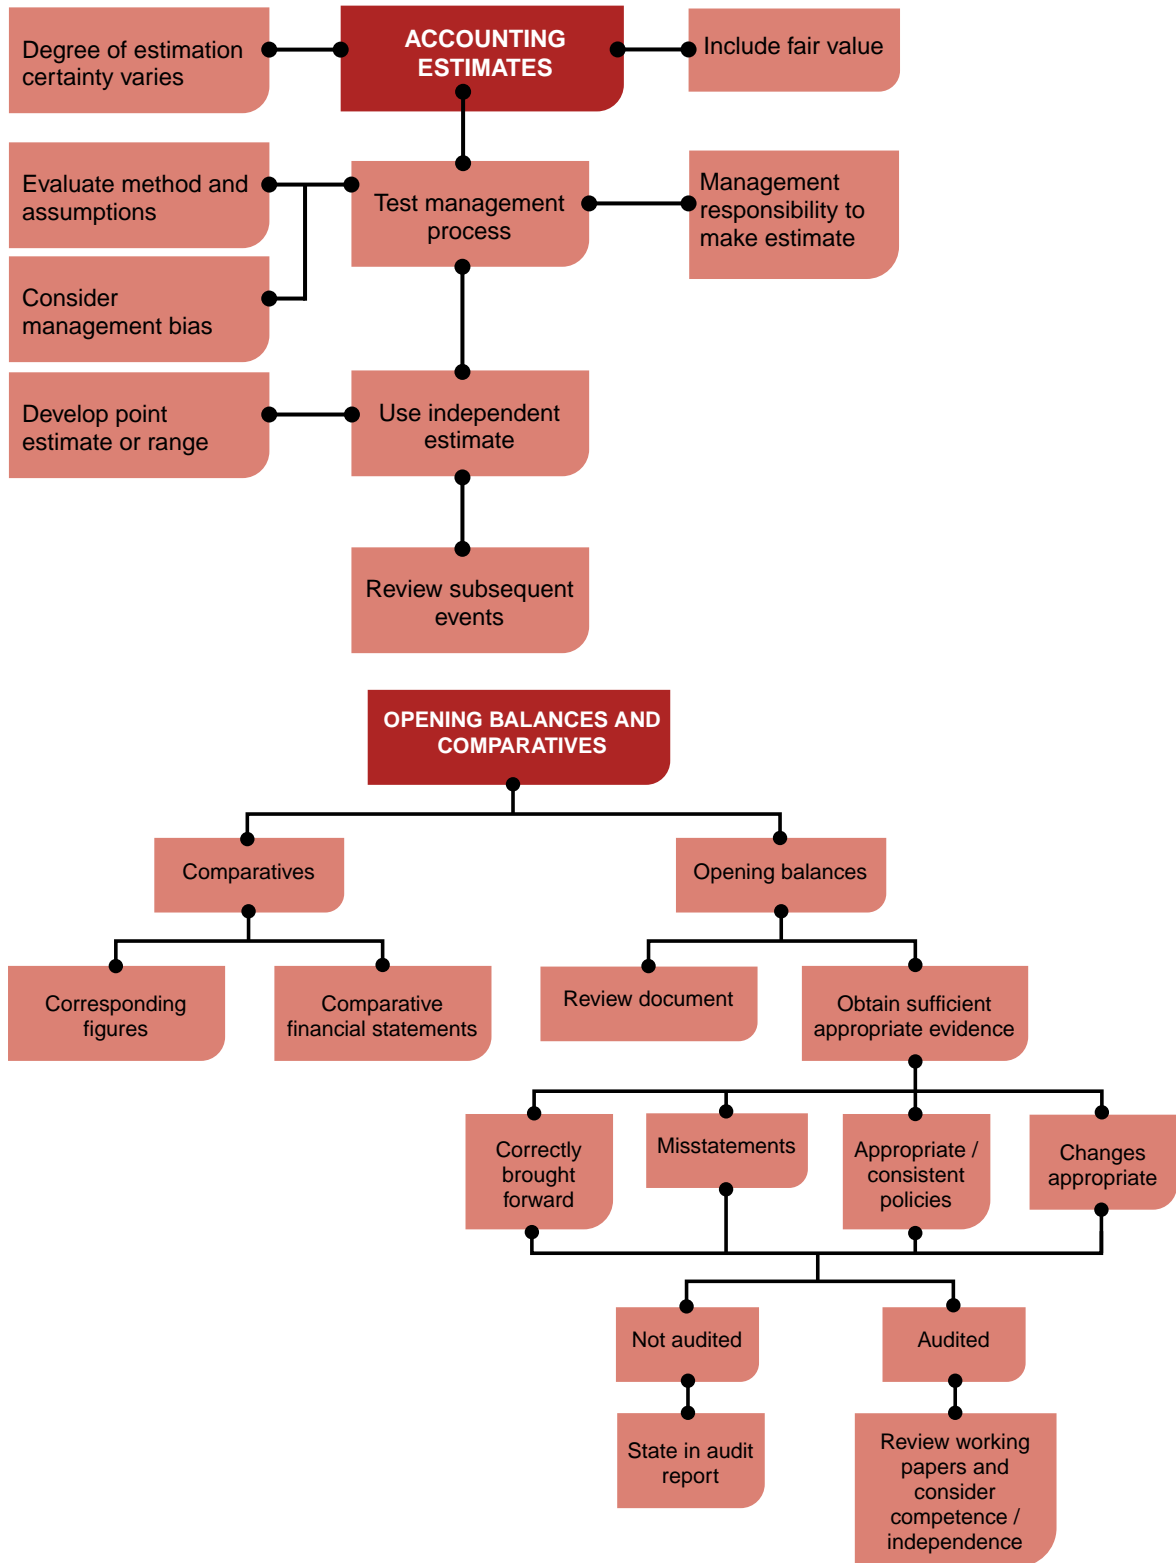 Degree of estimation
certainty varies
ACCOUNTING
ESTIMATES
Include fair value
Evaluate method and
assumptions
Test management
process
Management
responsibility to
make estimate
Consider
management bias
Develop point
estimate or range
Use independent
estimate
Review subsequent
events
OPENING BALANCES AND
COMPARATIVES
Comparatives
Opening balances
Corresponding
figures
Comparative
financial statements
Review document
Obtain sufficient
appropriate evidence
Correctly
brought
forward
Misstatements
Appropriate /
consistent
policies
Changes
appropriate
Not audited
Audited
State in audit
report
Review working
papers and
consider
competence /
independence